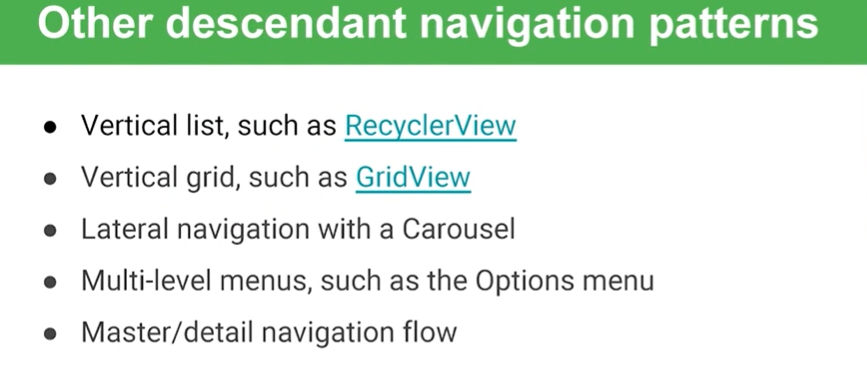 Other descendant navigation patterns
● Vertical list, such as RecyclerView
● Vertical grid, such as GridView
● Lateral navigation with a Carousel
● Multi-level menus, such as the Options menu
● Master/detail navigation flow